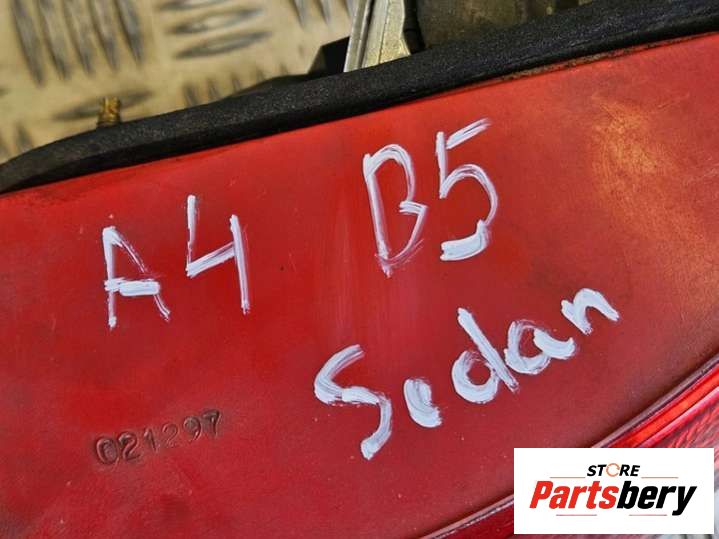 A4 B5
Sedan
021297
STORE
Partsbery